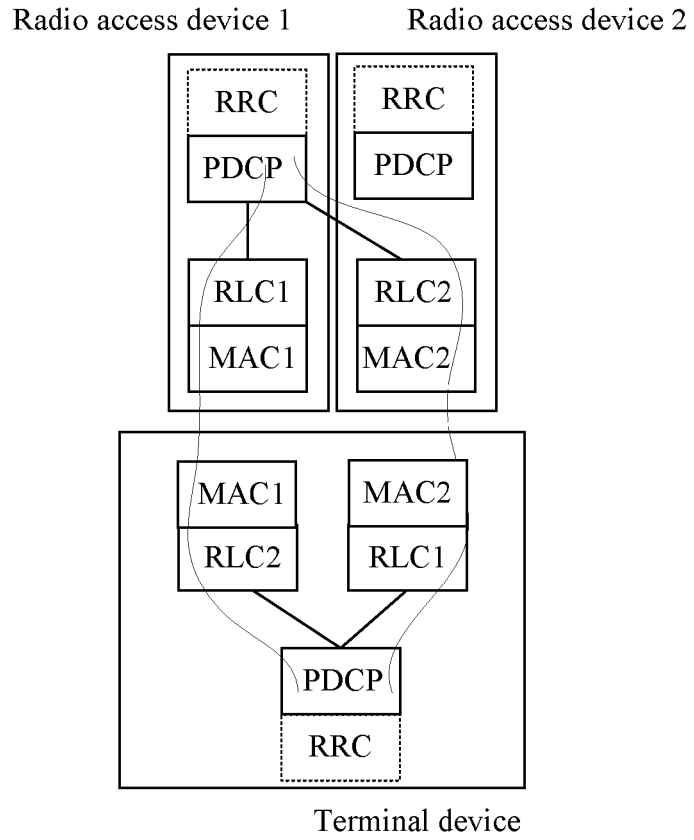 Radio access device 1
Radio access device 2
RRC
RRC
PDCP
PDCP
RLC1
RLC2
MAC1
MAC2
MAC1
MAC2
RLC2
RLC1
PDCP
RRC
Terminal device